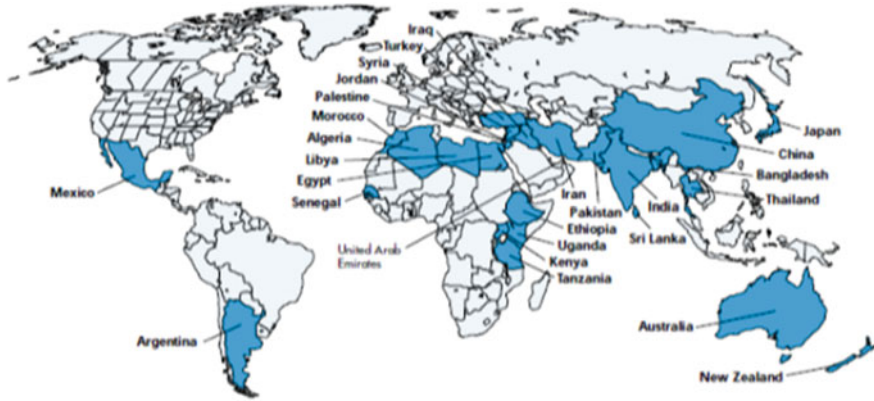 Iraq
Turkey
Syria
Jordan
Palestine
Morocco
Algeria
Libya
Egypt
Senegal
Mexico
United Arab
Emirates
Iran
Pakistan
Ethiopia
Uganda
Kenya
Tanzania
India
Sri Lanka
Japan
China
Bangladesh
Thailand
Argentina
Australia
New Zealand